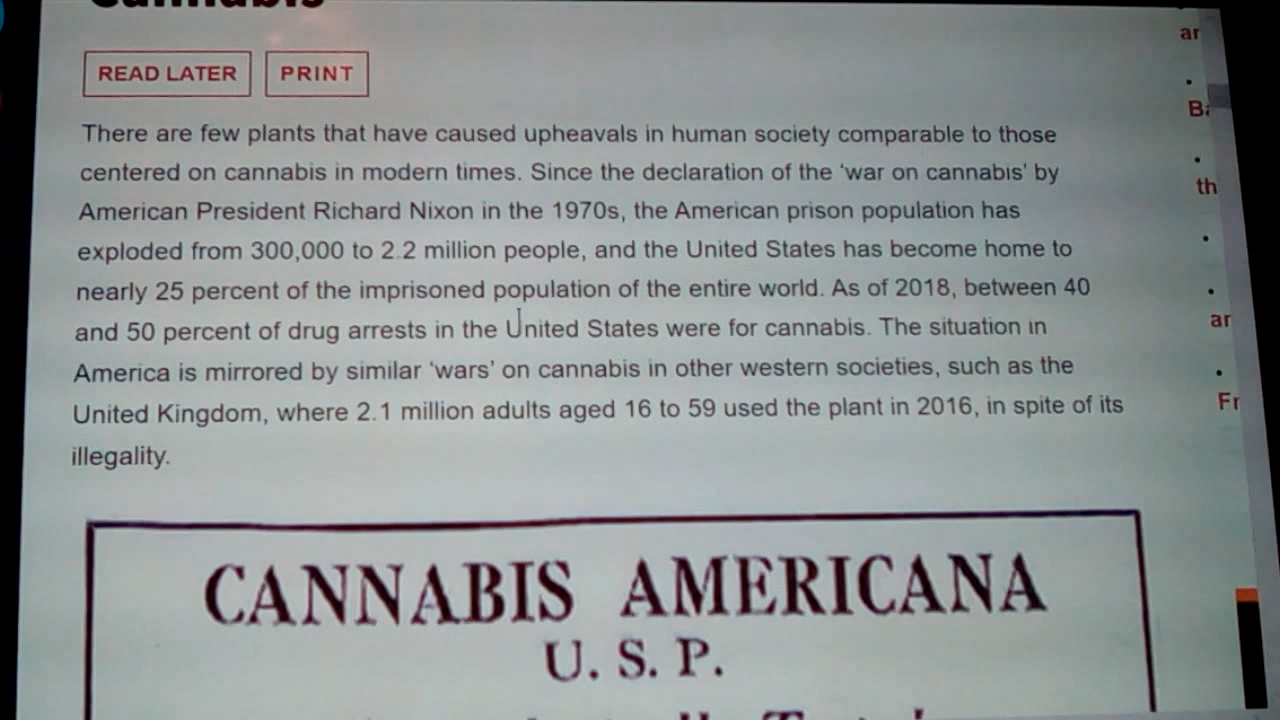 READ LATER PRINT
There are few plants that have caused upheavals in human society comparable to those
centered on cannabis in modern times. Since the declaration of the ‘war on cannabis’ by
American President Richard Nixon in the 1970s, the American prison population has
exploded from 300,000 to 2.2 million people, and the United States has become home to
nearly 25 percent of the imprisoned population of the entire world. As of 2018, between 40
and 50 percent of drug arrests in the United States were for cannabis. The situation in
America is mirrored by similar ‘wars’ on cannabis in other western societies, such as the
United Kingdom, where 2.1 million adults aged 16 to 59 used the plant in 2016, in spite of its
illegality.
CANNABIS AMERICANA
U. S. P.
ar
th
ar
Fr